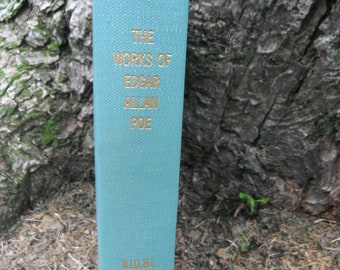 THE
WORKS OF
EDGAR
ALLAN
POE